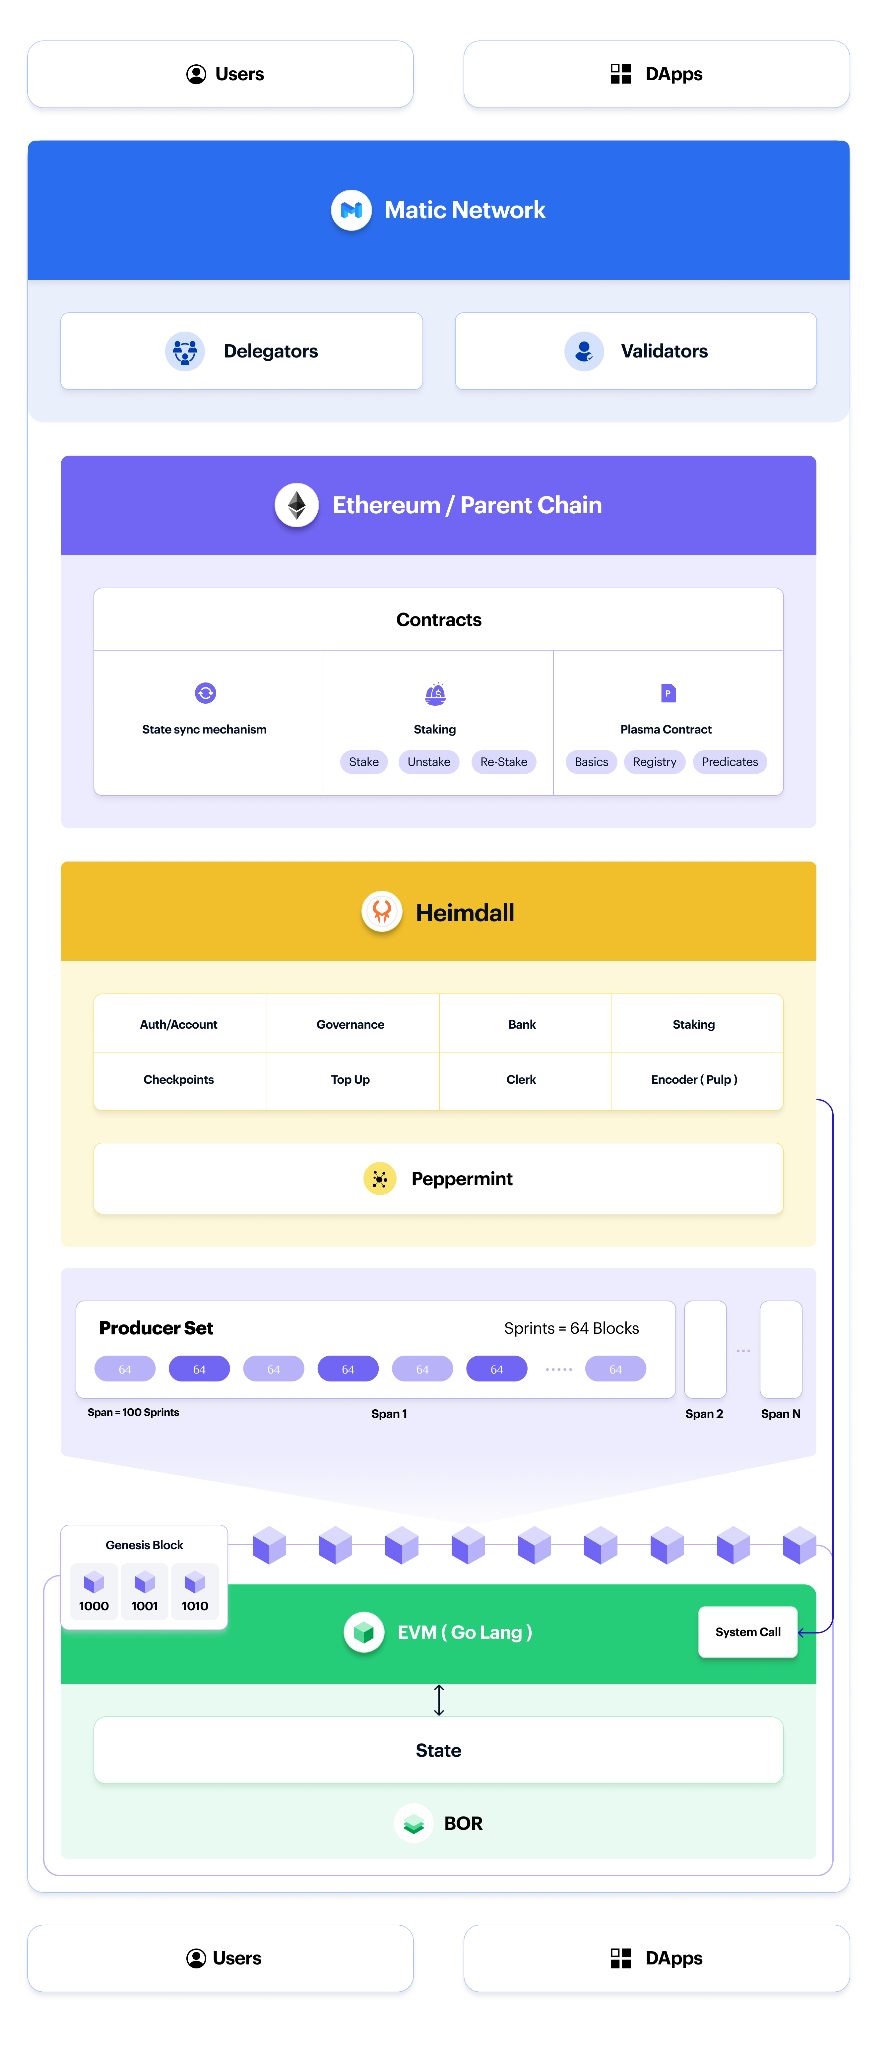 Users
DApps
Matic Network
Delegators
Validators
Ethereum / Parent Chain
Contracts
State sync mechanism
Staking
Plasma Contract
Stake
Unstake
Re-Stake
Basics
Registry
Predicates
Heimdall
Auth/Account
Governance
Bank
Staking
Checkpoints
Top Up
Clerk
Encoder ( Pulp )
Peppermint
Producer Set
Sprints = 64 Blocks
64
64
64
64
64
64
.....
64
...
Span = 100 Sprints
Span 1
Span 2
Span N
Genesis Block
1000
1001
1010
EVM ( Go Lang )
System Call
State
BOR
Users
DApps